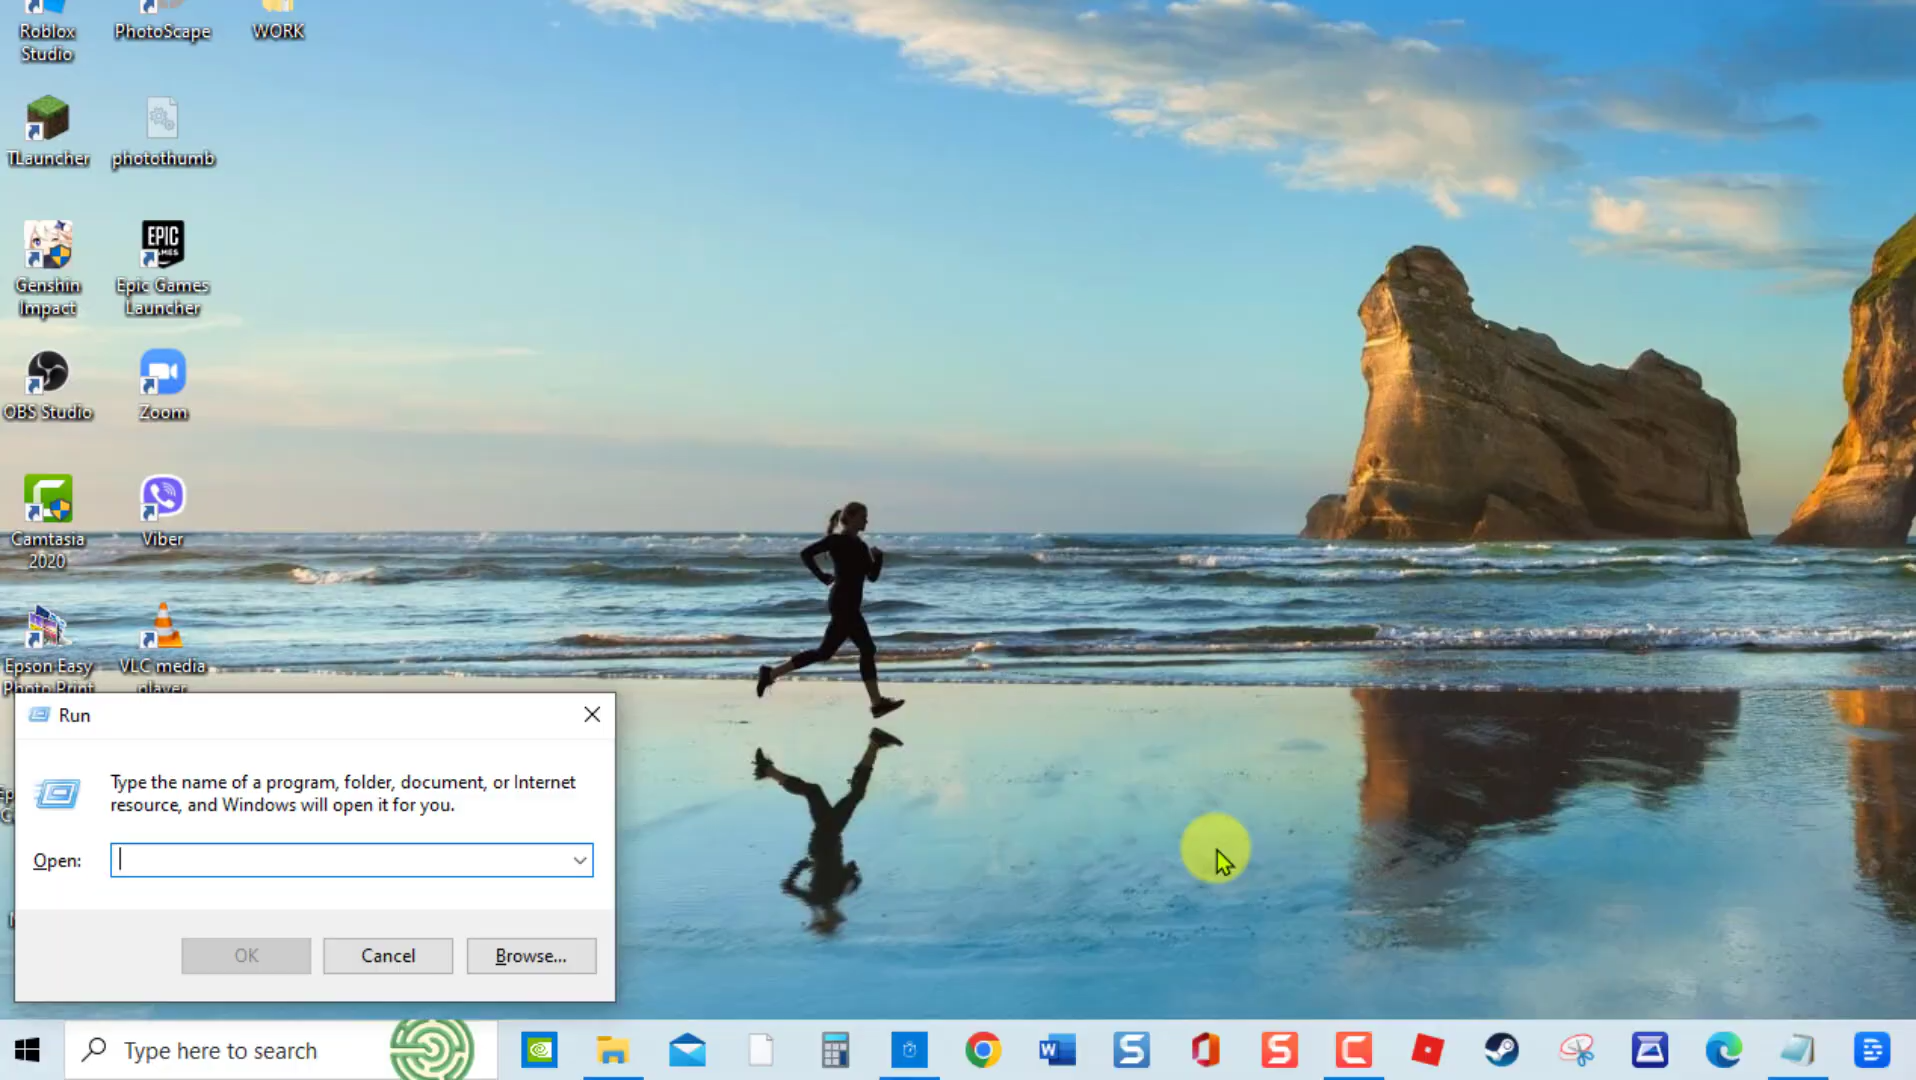 Roblox
Studio
PhotoScape
WORK
TLauncher
photothumb
Genshin
Impact
EPIC
Epic Games
Launcher
OBS Studio
Zoom
Camtasia
2020
Viber
Epson Easy
Photo Print
VLC media
player
Run
Type the name of a program, folder, document, or Internet
resource, and Windows will open it for you.
Open:
OK
Cancel
Browse...
Type here to search